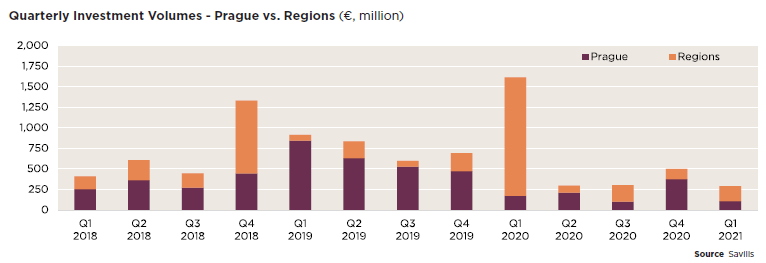 Quarterly Investment Volumes - Prague vs. Regions (€, million)
2,000
1,750
1,500
1,250
1,000
750
500
250
0
Prague Regions
Q1 Q2 Q3 Q4 Q1 Q2 Q3 Q4 Q1 Q2 Q3 Q4 Q1
2018 2018 2018 2018 2019 2019 2019 2019 2020 2020 2020 2020 2021
Source Savills